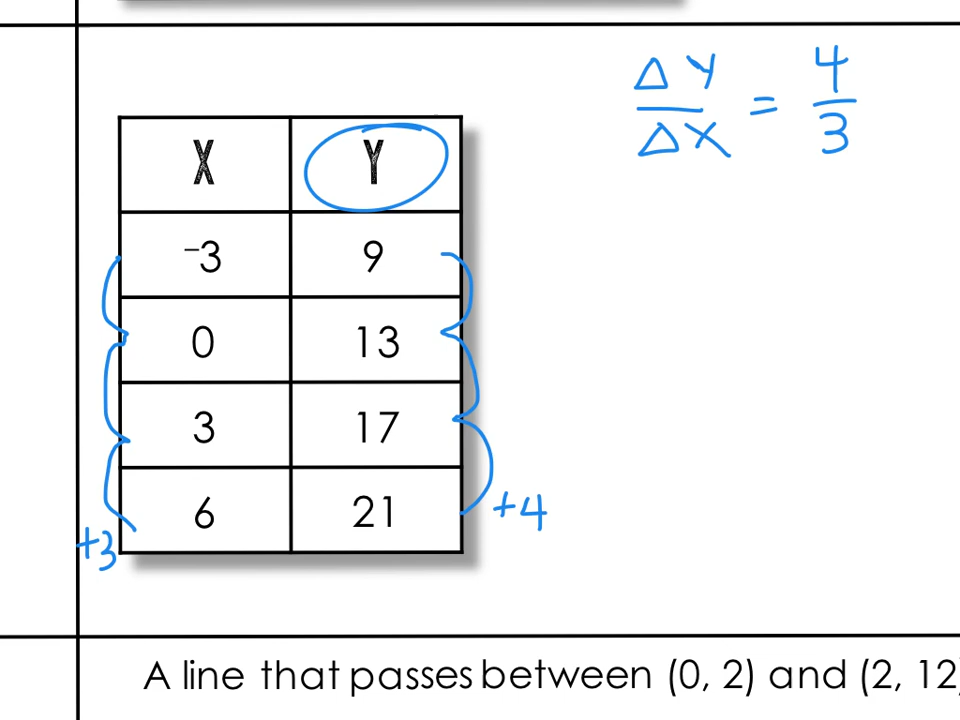 ΔY/ΔX = 4/3
X Y
-3 9
0 13
3 17
6 21
+3 +4
A line that passes between (0, 2) and (2, 12)